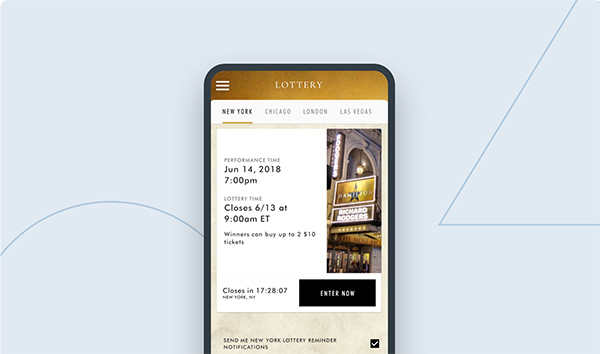 LOTTERY
NEW YORK CHICAGO LONDON LAS VEGAS
PERFORMANCE TIME
Jun 14, 2018
7:00pm
LOTTERY TIME
Closes 6/13 at
9:00am ET
Winners can buy up to 2 $10
tickets
HAMILTON
RICHARD
RODGERS
Closes in 17:28:07
NEW YORK, NY
ENTER NOW
SEND ME NEW YORK LOTTERY REMINDER
NOTIFICATIONS